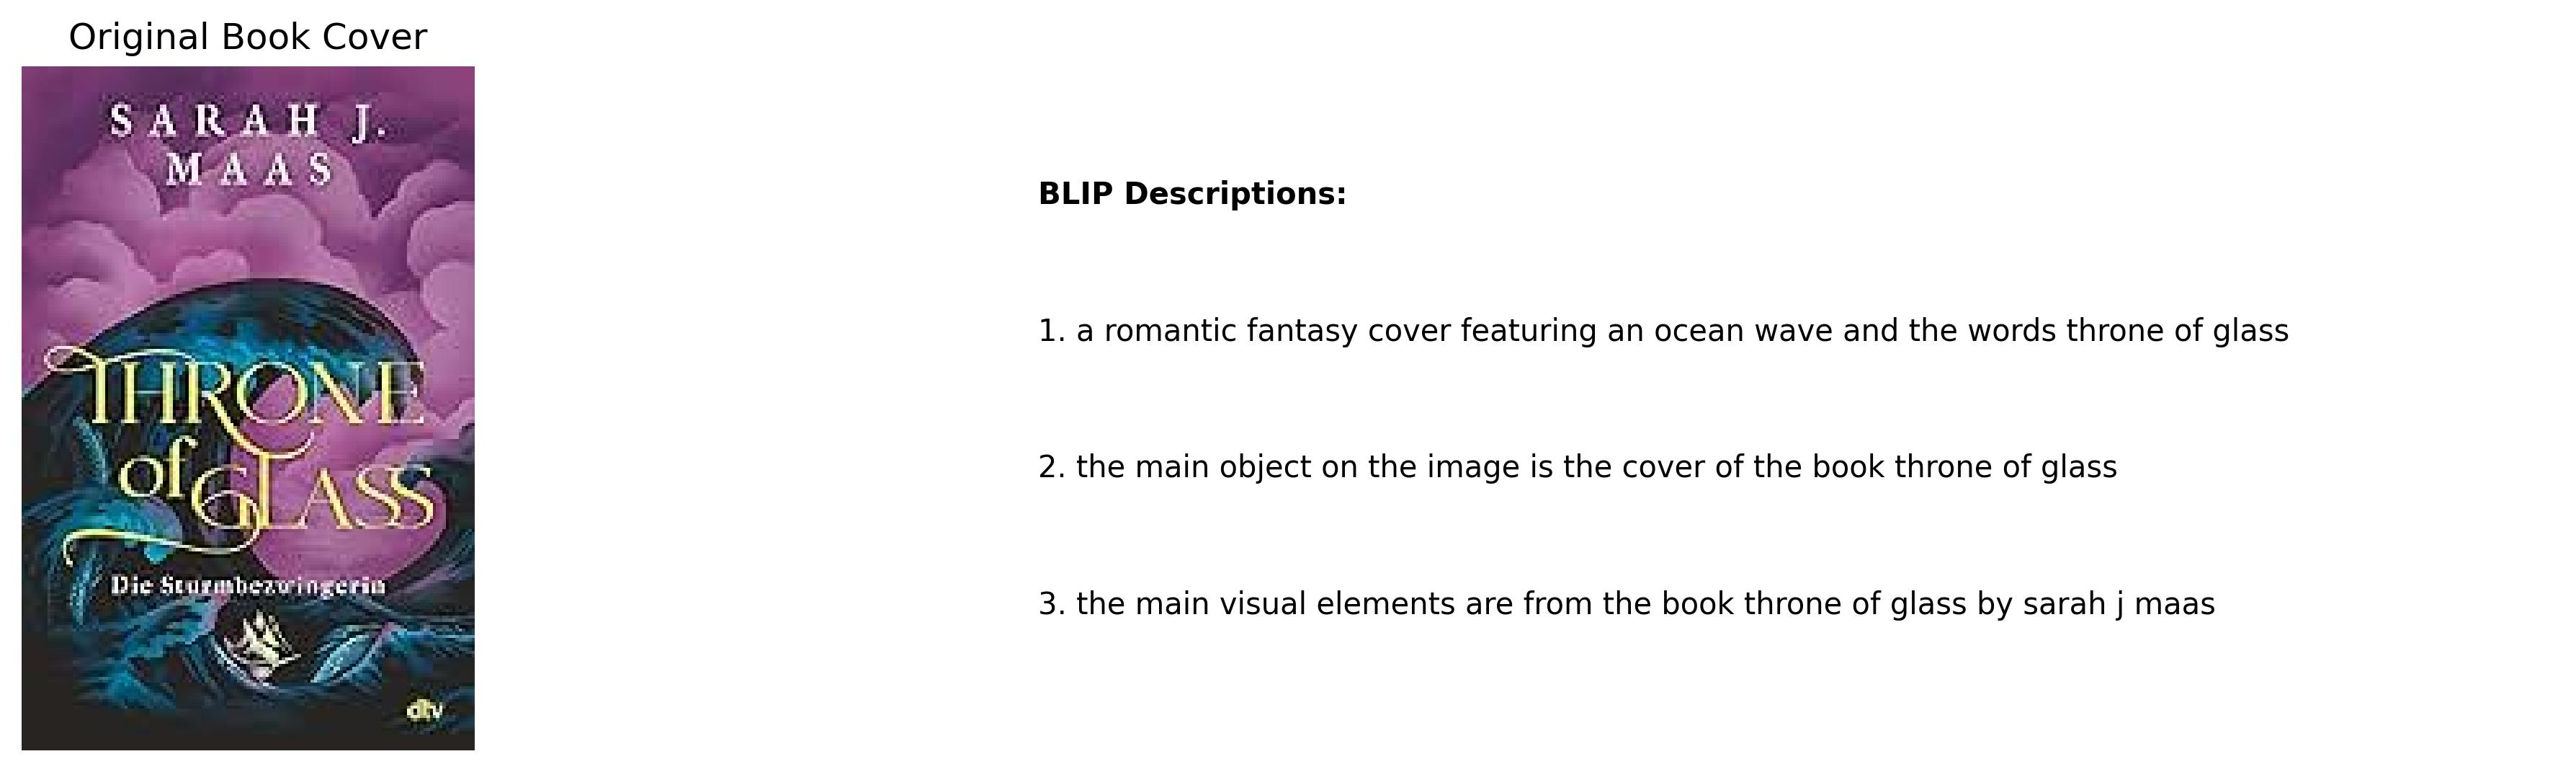 Original Book Cover
SARAH J.
MAAS
THRONE
of GLASS
Die Sturmbezwingerin
dtv
BLIP Descriptions:
1. a romantic fantasy cover featuring an ocean wave and the words throne of glass
2. the main object on the image is the cover of the book throne of glass
3. the main visual elements are from the book throne of glass by sarah j maas